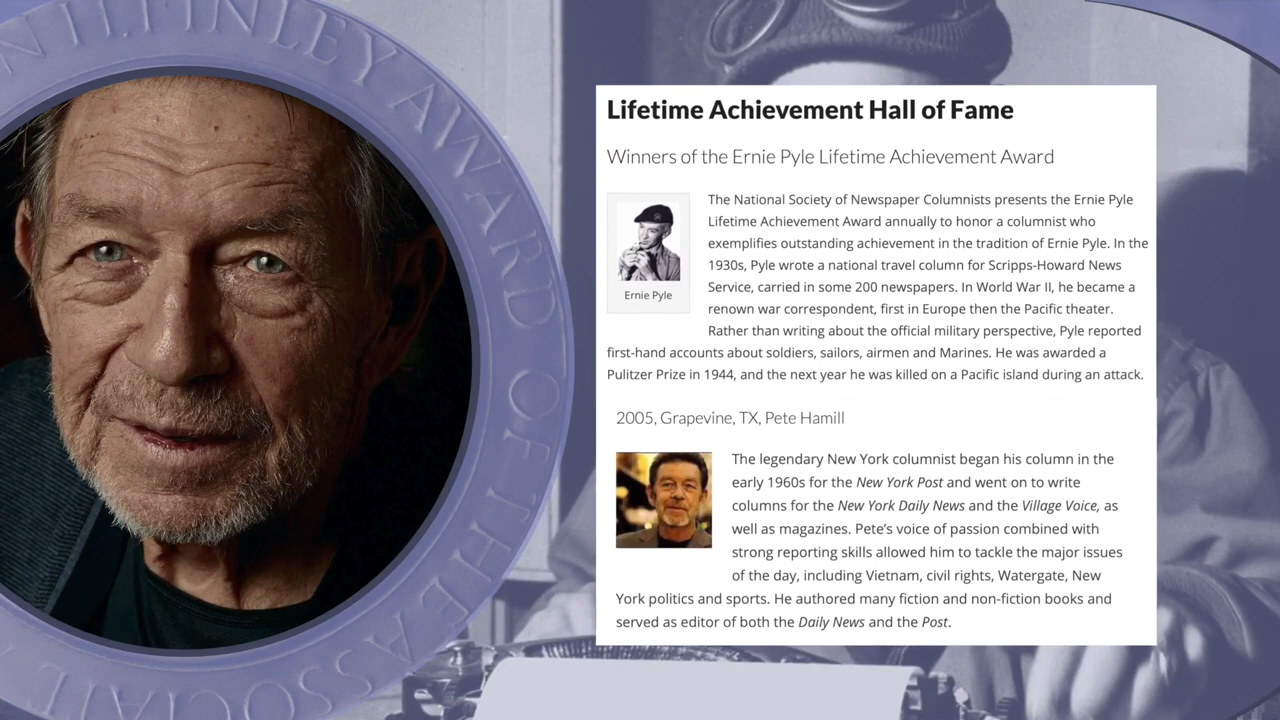 NLEY AWARD OF THE ASSOCIAT
Lifetime Achievement Hall of Fame
Winners of the Ernie Pyle Lifetime Achievement Award
The National Society of Newspaper Columnists presents the Ernie Pyle
Lifetime Achievement Award annually to honor a columnist who
exemplifies outstanding achievement in the tradition of Ernie Pyle. In the
1930s, Pyle wrote a national travel column for Scripps-Howard News
Service, carried in some 200 newspapers. In World War II, he became a
renown war correspondent, first in Europe then the Pacific theater.
Rather than writing about the official military perspective, Pyle reported
first-hand accounts about soldiers, sailors, airmen and Marines. He was awarded a
Pulitzer Prize in 1944, and the next year he was killed on a Pacific island during an attack.
Ernie Pyle
2005, Grapevine, TX, Pete Hamill
The legendary New York columnist began his column in the
early 1960s for the New York Post and went on to write
columns for the New York Daily News and the Village Voice, as
well as magazines. Pete’s voice of passion combined with
strong reporting skills allowed him to tackle the major issues
of the day, including Vietnam, civil rights, Watergate, New
York politics and sports. He authored many fiction and non-fiction books and
served as editor of both the Daily News and the Post.